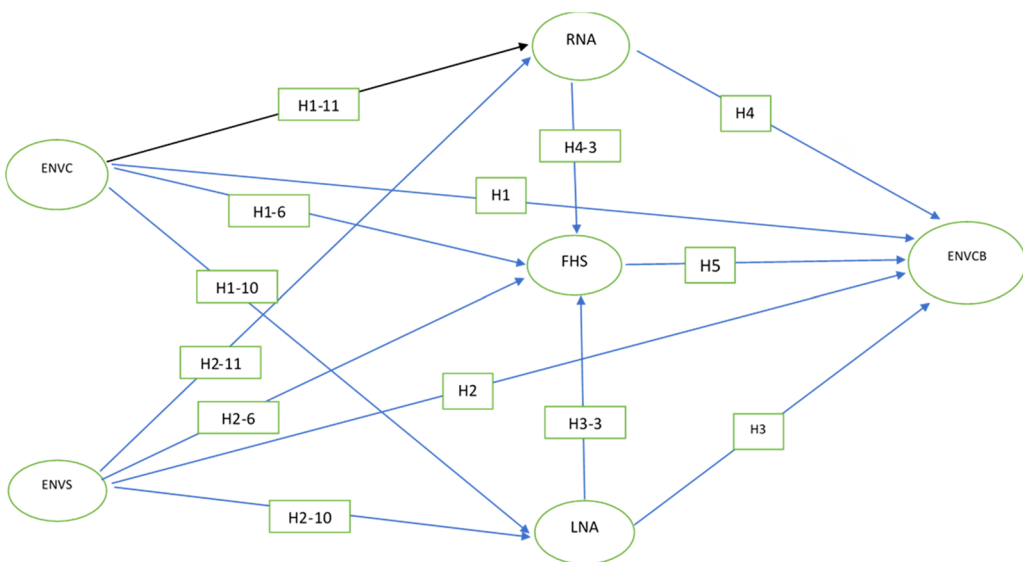 RNA
H1-11
H4
H4-3
ENVC
H1
H1-6
FHS
ENVCB
H5
H1-10
H2-11
H2
H2-6
H3-3
H3
ENVS
H2-10
LNA